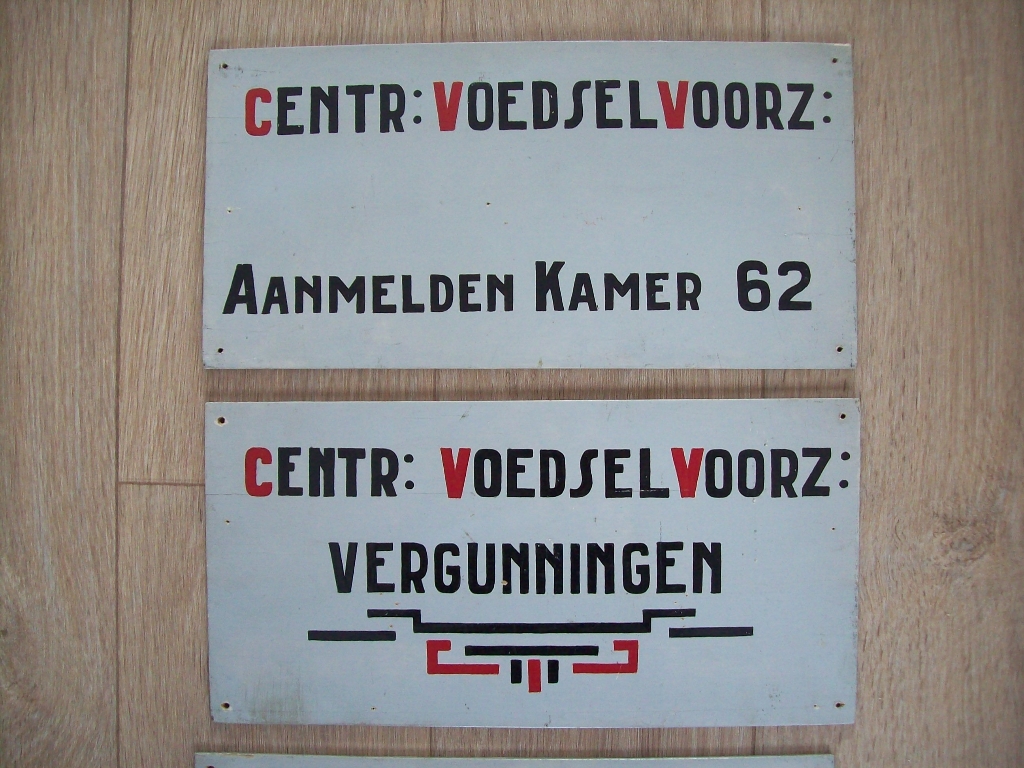 CENTR: VOEDSELVOORZ:
AANMELDEN KAMER 62
CENTR: VOEDSELVOORZ:
VERGUNNINGEN